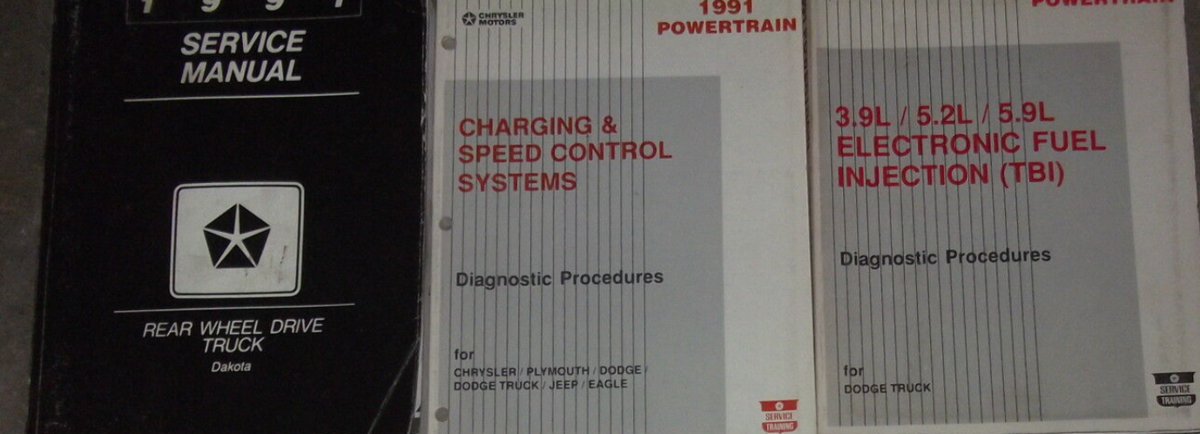 SERVICE
MANUAL
REAR WHEEL DRIVE
TRUCK
Dakota
CHRYSLER
MOTORS
1991
POWERTRAIN
CHARGING &
SPEED CONTROL
SYSTEMS
Diagnostic Procedures
for
CHRYSLER / PLYMOUTH / DODGE /
DODGE TRUCK / JEEP / EAGLE
SERVICE
TRAINING
POWERTRAIN
3.9L / 5.2L / 5.9L
ELECTRONIC FUEL
INJECTION (TBI)
Diagnostic Procedures
for
DODGE TRUCK
SERVICE
TRAINING